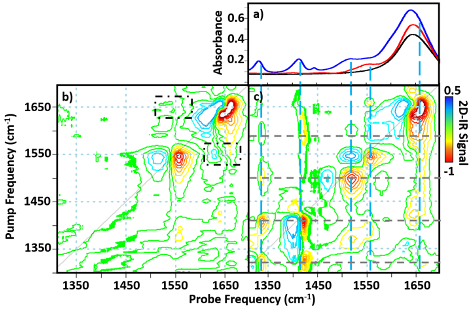 a)
Absorbance
0.6
0.4
0.2
b)
c)
Pump Frequency (cm-1)
1650
1550
1450
1350
0.5
2D-IR Signal
-1
1350 1450 1550 1650 1350 1450 1550 1650
Probe Frequency (cm-1)